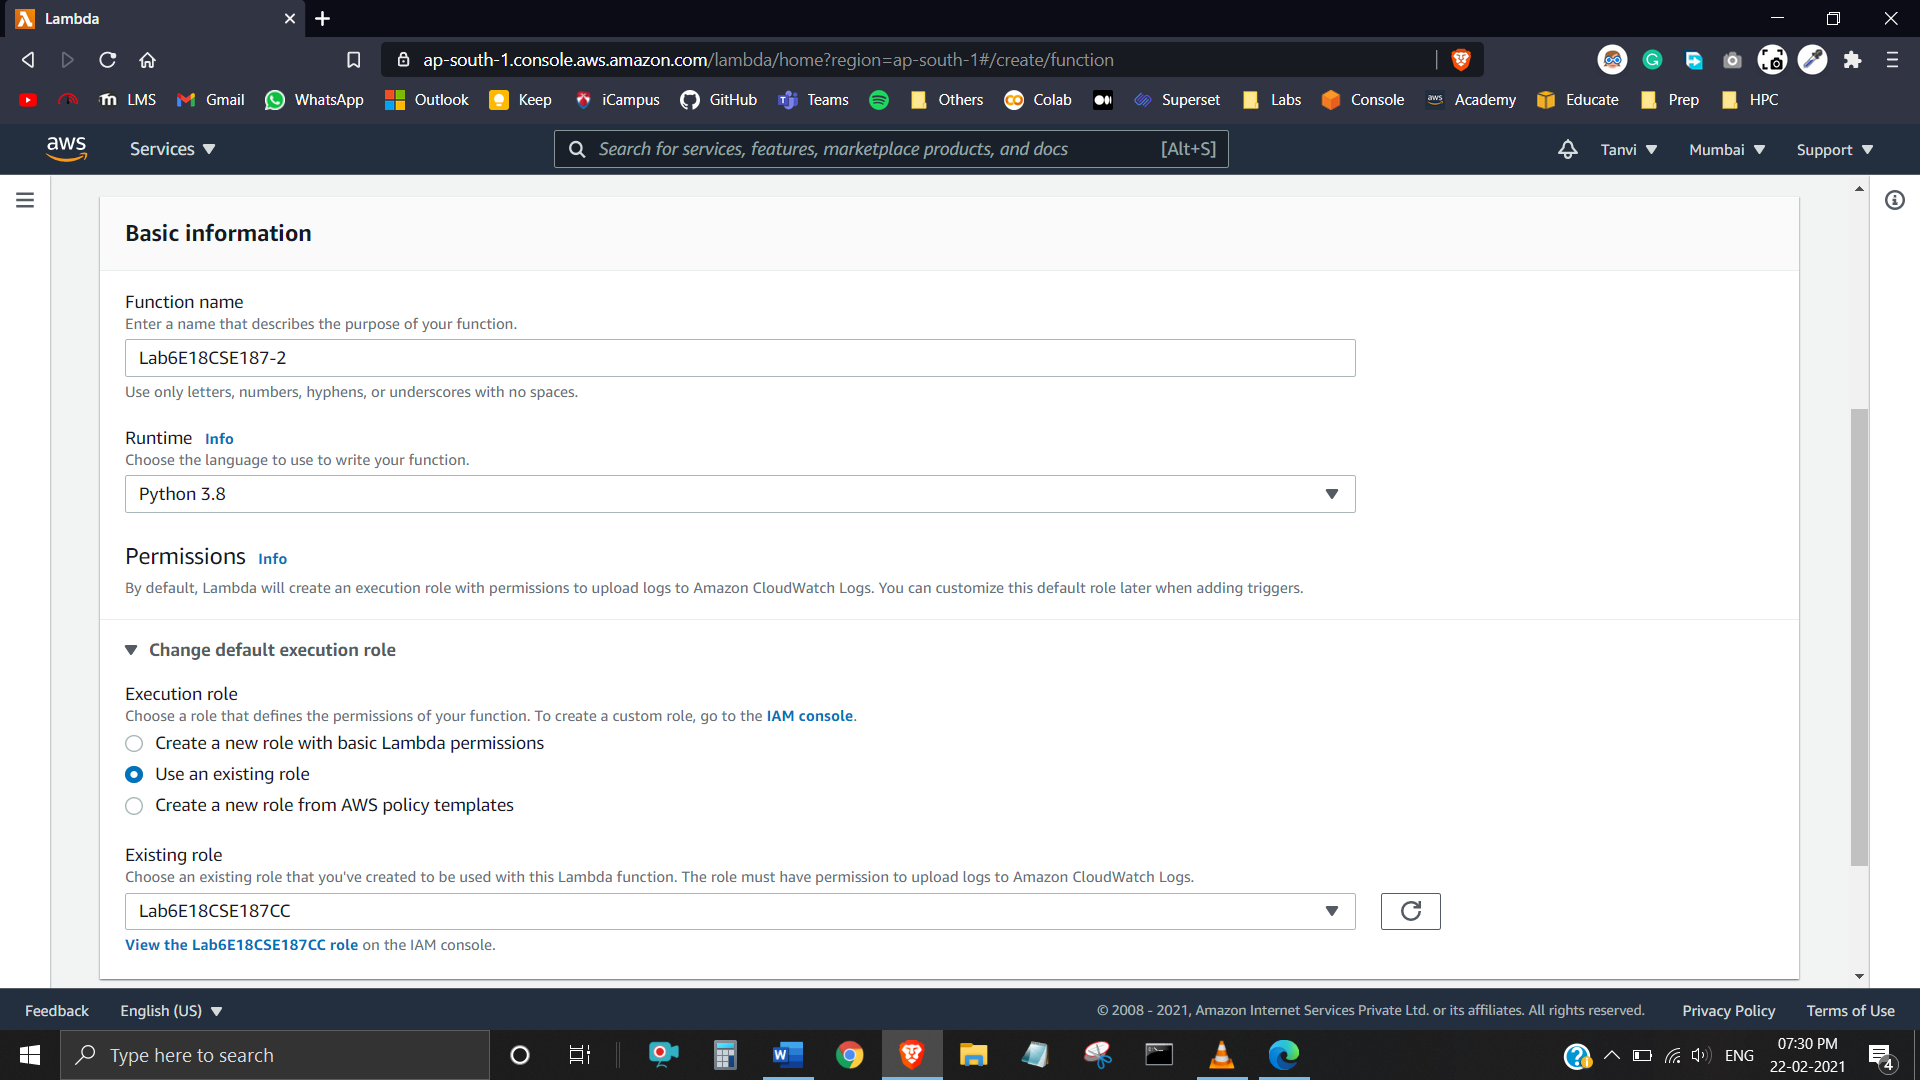 Lambda
ap-south-1.console.aws.amazon.com/lambda/home?region=ap-south-1#/create/function
LMS Gmail WhatsApp Outlook Keep iCampus GitHub Teams Others Colab Superset Labs Console aws Academy Educate Prep HPC
aws Services Search for services, features, marketplace products, and docs [Alt+S] Tanvi Mumbai Support
Basic information
Function name
Enter a name that describes the purpose of your function.
Lab6E18CSE187-2
Use only letters, numbers, hyphens, or underscores with no spaces.
Runtime Info
Choose the language to use to write your function.
Python 3.8
Permissions Info
By default, Lambda will create an execution role with permissions to upload logs to Amazon CloudWatch Logs. You can customize this default role later when adding triggers.
Change default execution role
Execution role
Choose a role that defines the permissions of your function. To create a custom role, go to the IAM console.
Create a new role with basic Lambda permissions
Use an existing role
Create a new role from AWS policy templates
Existing role
Choose an existing role that you've created to be used with this Lambda function. The role must have permission to upload logs to Amazon CloudWatch Logs.
Lab6E18CSE187CC
View the Lab6E18CSE187CC role on the IAM console.
Feedback English (US) © 2008 - 2021, Amazon Internet Services Private Ltd. or its affiliates. All rights reserved. Privacy Policy Terms of Use
Type here to search
ENG
07:30 PM
22-02-2021
4